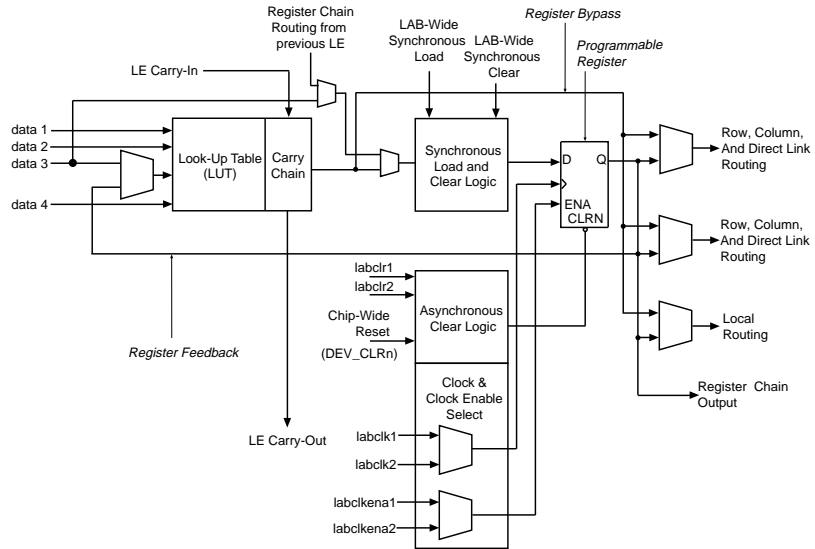 Register Chain
Routing from
previous LE
LAB-Wide
Synchronous
Load
LAB-Wide
Synchronous
Clear
Register Bypass
Programmable
Register
LE Carry-In
data 1
data 2
data 3
data 4
Look-Up Table
(LUT)
Carry
Chain
Synchronous
Load and
Clear Logic
D
Q
ENA
CLRN
Row, Column,
And Direct Link
Routing
Row, Column,
And Direct Link
Routing
Local
Routing
Register Chain
Output
labclr1
labclr2
Chip-Wide
Reset
(DEV_CLRn)
Asynchronous
Clear Logic
Register Feedback
Clock &
Clock Enable
Select
LE Carry-Out
labclk1
labclk2
labclkena1
labclkena2